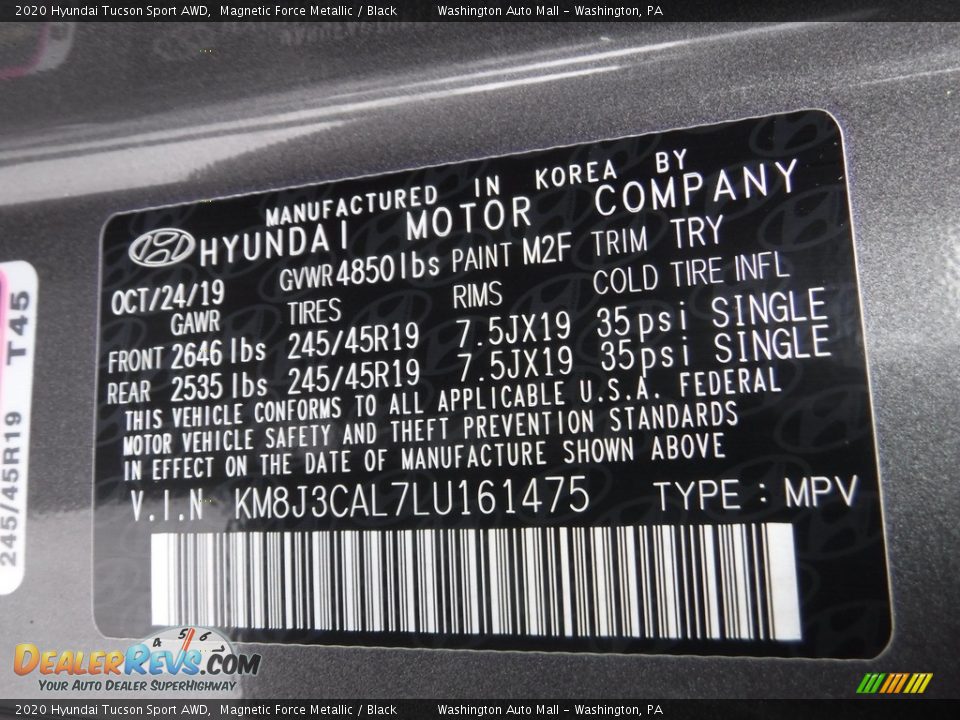 2020 Hyundai Tucson Sport AWD,  Magnetic Force Metallic / Black  Washington Auto Mall - Washington, PA
MANUFACTURED IN KOREA BY
HYUNDAI MOTOR COMPANY
OCT/24/19 GVWR 4850lbs PAINT M2F TRIM TRY
GAWR TIRES RIMS COLD TIRE INFL
FRONT 2646 lbs 245/45R19 7.5JX19 35psi SINGLE
REAR 2535 lbs 245/45R19 7.5JX19 35psi SINGLE
THIS VEHICLE CONFORMS TO ALL APPLICABLE U.S.A. FEDERAL
MOTOR VEHICLE SAFETY AND THEFT PREVENTION STANDARDS
IN EFFECT ON THE DATE OF MANUFACTURE SHOWN ABOVE
V.I.N KM8J3CAL7LU161475 TYPE : MPV
245/45R19 T45
4 5 6
DEALERREVS.COM
YOUR AUTO DEALER SUPERHIGHWAY
2020 Hyundai Tucson Sport AWD,  Magnetic Force Metallic / Black  Washington Auto Mall - Washington, PA